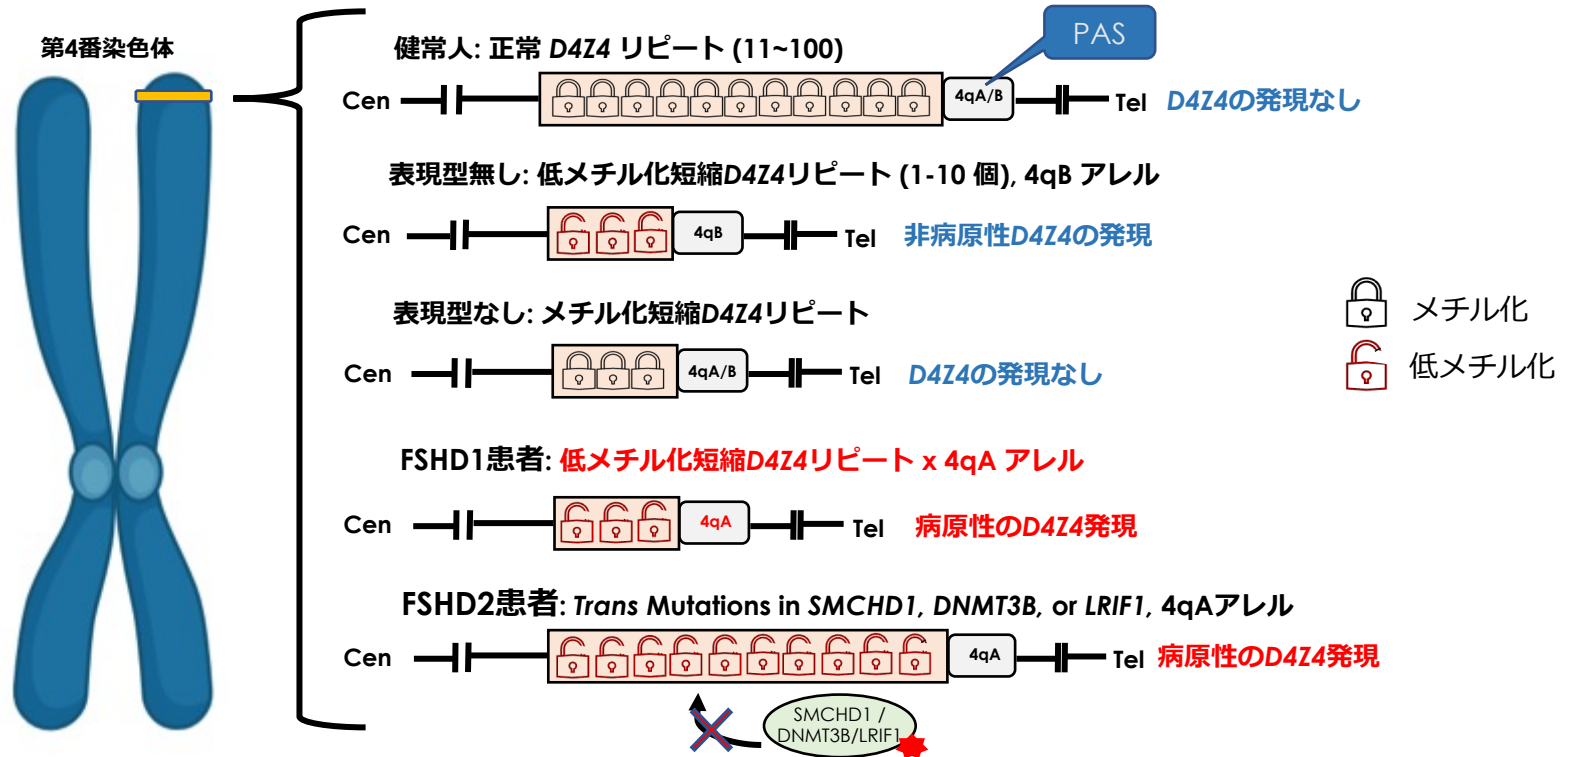 第4番染色体
健常人: 正常 D4Z4 リピート (11~100)
PAS
Cen
4qA/B
Tel
D4Z4の発現なし
表現型無し: 低メチル化短縮D4Z4リピート (1-10 個), 4qB アレル
Cen
4qB
Tel
非病原性D4Z4の発現
表現型なし: メチル化短縮D4Z4リピート
Cen
4qA/B
Tel
D4Z4の発現なし
メチル化
低メチル化
FSHD1患者: 低メチル化短縮D4Z4リピート x 4qA アレル
Cen
4qA
Tel
病原性のD4Z4発現
FSHD2患者: Trans Mutations in SMCHD1, DNMT3B, or LRIF1, 4qAアレル
Cen
4qA
Tel
病原性のD4Z4発現
SMCHD1 /
DNMT3B/LRIF1